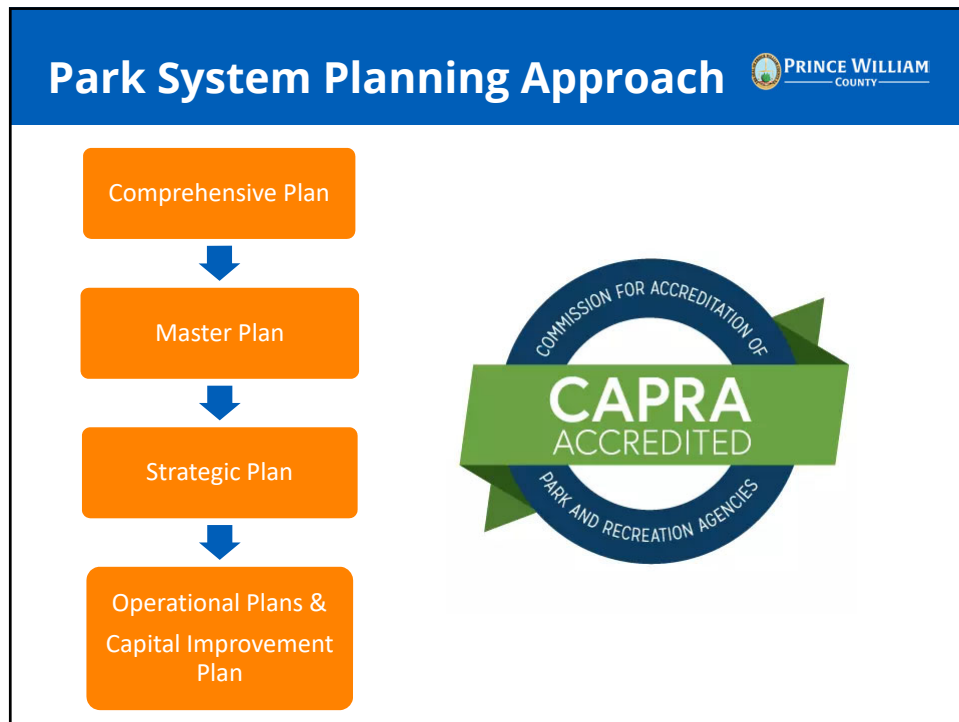 Park System Planning Approach
PRINCE WILLIAM
COUNTY
Comprehensive Plan
Master Plan
Strategic Plan
Operational Plans &
Capital Improvement
Plan
COMMISSION FOR ACCREDITATION OF
CAPRA
ACCREDITED
PARK AND RECREATION AGENCIES